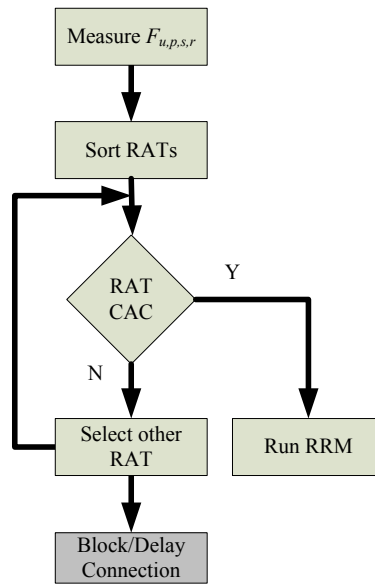 Measure F_{u,p,s,r}
Sort RATs
RAT
CAC
Y
N
Select other
RAT
Run RRM
Block/Delay
Connection